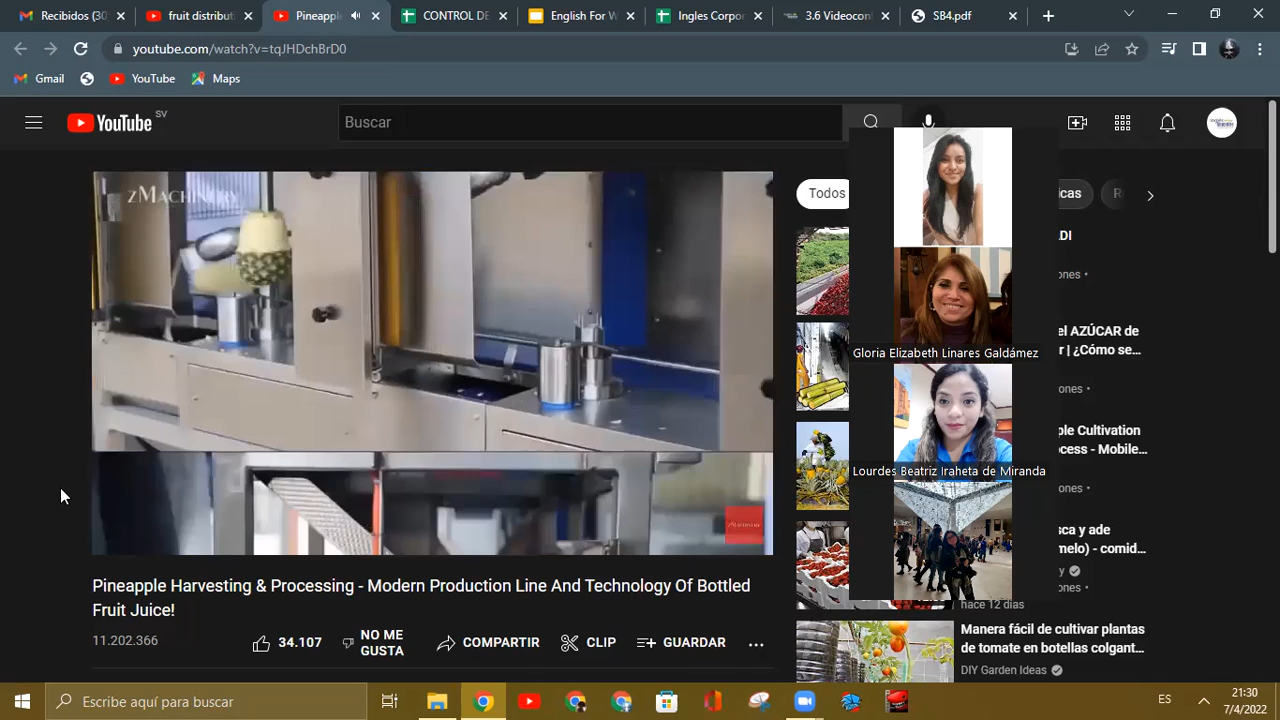 Recibidos (30
fruit distribut
Pineapple
CONTROL DE
English For W
Ingles Corpor
3.6 Videoconf
SB4.pdf
youtube.com/watch?v=tqJHDchBrD0
Gmail
YouTube
Maps
YouTube SV
Buscar
zMachinery
Todos
icas
R
DI
ones
el AZÚCAR de
r | ¿Cómo se...
ones
Gloria Elizabeth Linares Galdámez
ple Cultivation
ocess - Mobile...
ones
Lourdes Beatriz Iraheta de Miranda
sca y ade
melo) - comid...
y
ones
hace 12 días
Pineapple Harvesting & Processing - Modern Production Line And Technology Of Bottled
Fruit Juice!
11.202.366
34.107
NO ME
GUSTA
COMPARTIR
CLIP
GUARDAR
Manera fácil de cultivar plantas
de tomate en botellas colgant...
DIY Garden Ideas
Escribe aquí para buscar
ES
21:30
7/4/2022